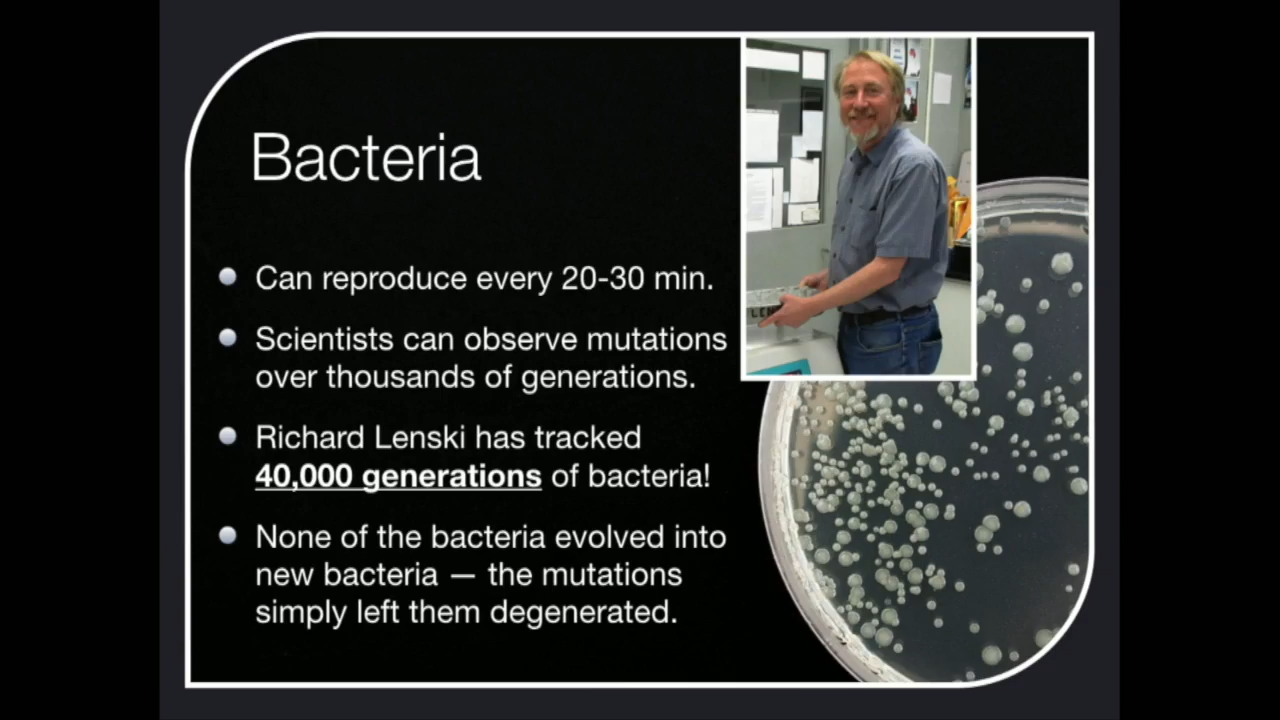 Bacteria
Can reproduce every 20-30 min.
Scientists can observe mutations
over thousands of generations.
Richard Lenski has tracked
40,000 generations of bacteria!
None of the bacteria evolved into
new bacteria — the mutations
simply left them degenerated.